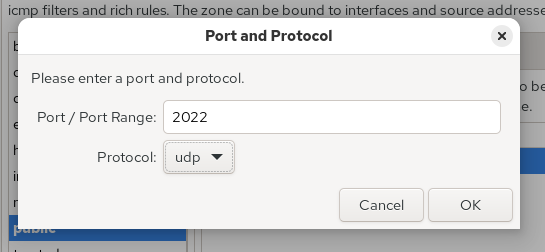 icmp filters and rich rules. The zone can be bound to interfaces and source addresse
Port and Protocol
Please enter a port and protocol.
Port / Port Range: 2022
Protocol: udp
Cancel OK
public
o be
e.